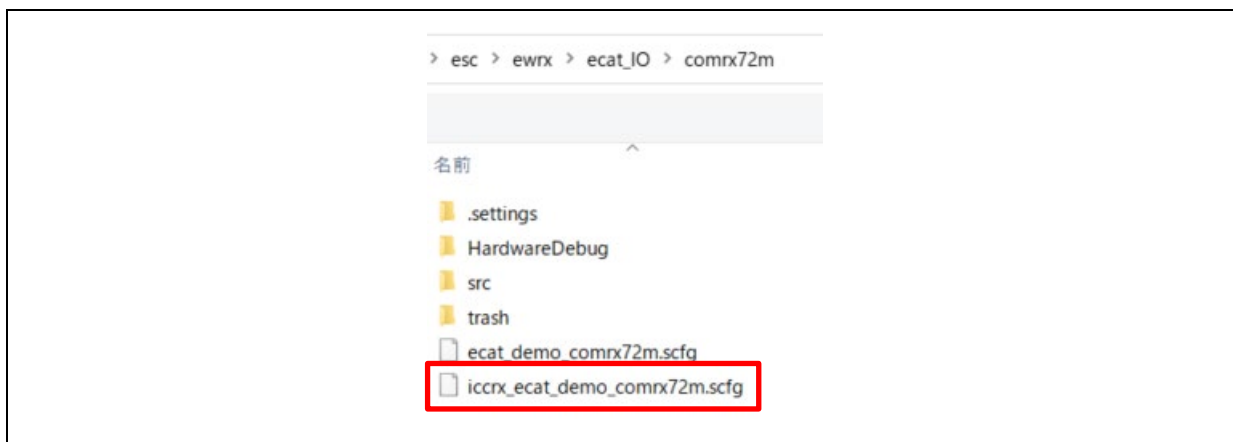 > esc > ewrx > ecat_IO > comrx72m
名前
.settings
HardwareDebug
src
trash
ecat_demo_comrx72m.scfg
iccrx_ecat_demo_comrx72m.scfg